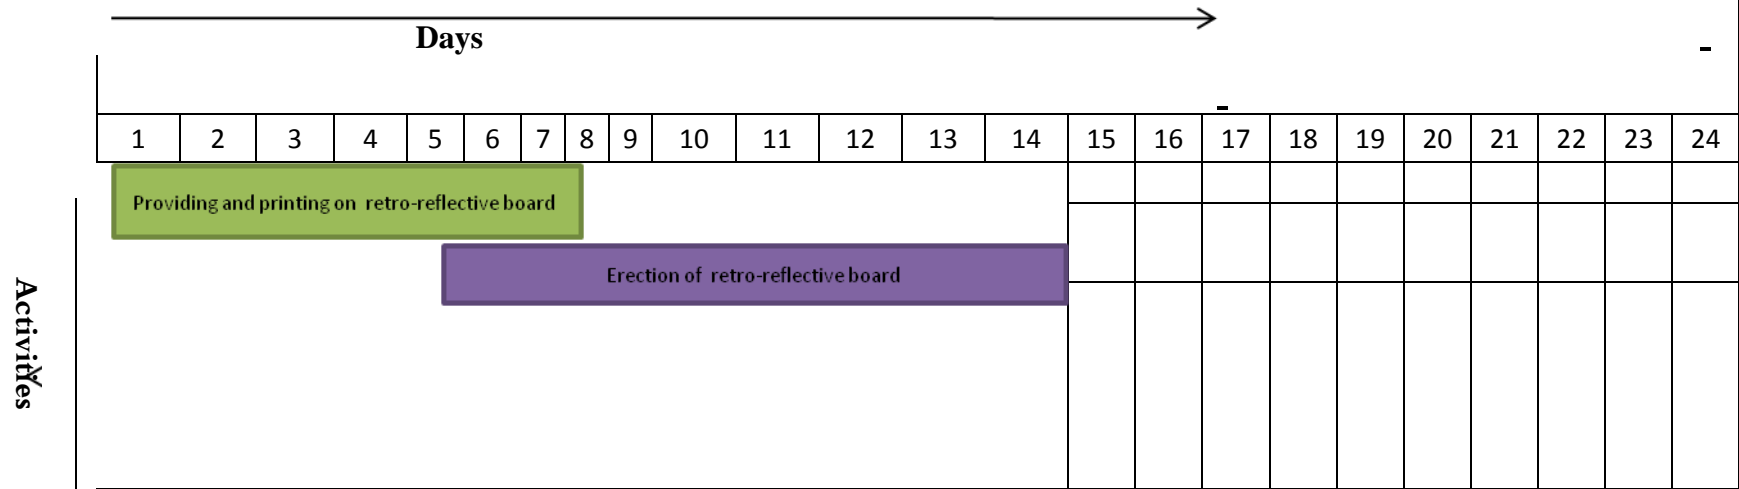 Days
1 2 3 4 5 6 7 8 9 10 11 12 13 14 15 16 17 18 19 20 21 22 23 24
Providing and printing on retro-reflective board
Erection of retro-reflective board
Activities